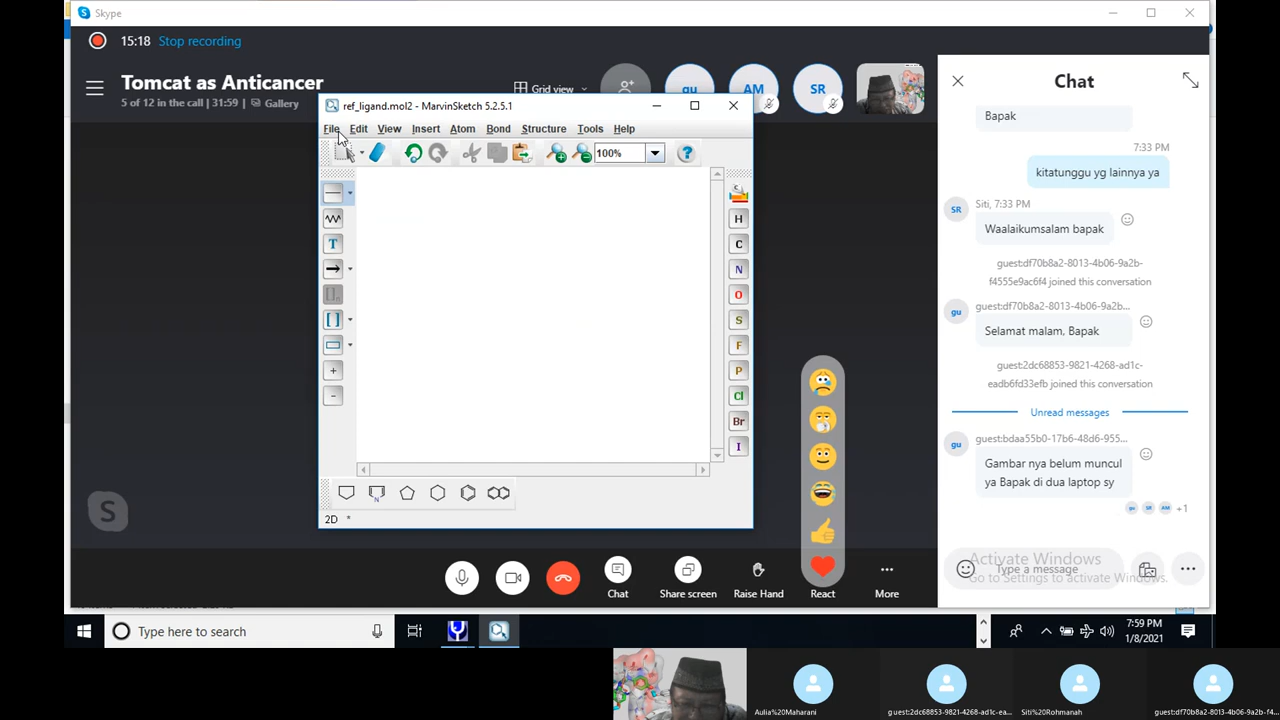 Skype
15:18 Stop recording
Tomcat as Anticancer
5 of 12 in the call | 31:59 | Gallery
Grid view
gu
AM
SR
Chat
ref_ligand.mol2 - MarvinSketch 5.2.5.1
File Edit View Insert Atom Bond Structure Tools Help
100%
T
H
C
N
O
S
F
P
Cl
Br
I
N
2D *
Bapak
7:33 PM
kitatunggu yg lainnya ya
SR
Siti, 7:33 PM
Waalaikumsalam bapak
guest:df70b8a2-8013-4b06-9a2b-
f4555e9ac6f4 joined this conversation
guest:df70b8a2-8013-4b06-9a2b...
gu
Selamat malam, Bapak
guest:2dc68853-9821-4268-ad1c-
eadb6fd33efb joined this conversation
Unread messages
guest:bdaa55b0-17b6-48d6-955...
gu
Gambar nya belum muncul
ya Bapak di dua laptop sy
gu SR AM +1
Activate Windows
Type a message
Go to Settings to activate Windows.
Chat
Share screen
Raise Hand
React
More
Type here to search
7:59 PM
1/8/2021
Aulia%20Maharani
guest:2dc68853-9821-4268-ad1c-ea...
Siti%20Rohmanah
guest:df70b8a2-8013-4b06-9a2b-f4...